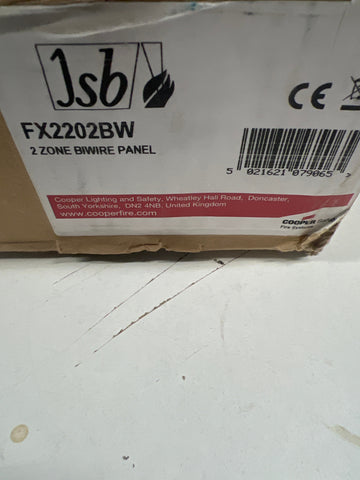 Jsb
CE
FX2202BW
2 ZONE BIWIRE PANEL
5 021621 079065 >
Cooper Lighting and Safety, Wheatley Hall Road, Doncaster,
South Yorkshire, DN2 4NB. United Kingdom
www.cooperfire.com
COOPER Safety
Fire Systems